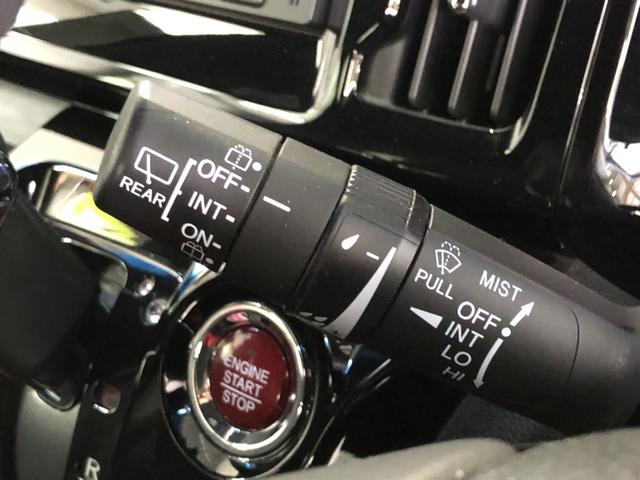 REAR
OFF
INT
ON
PULL
MIST
OFF
INT
LO
HI
ENGINE
START
STOP
R